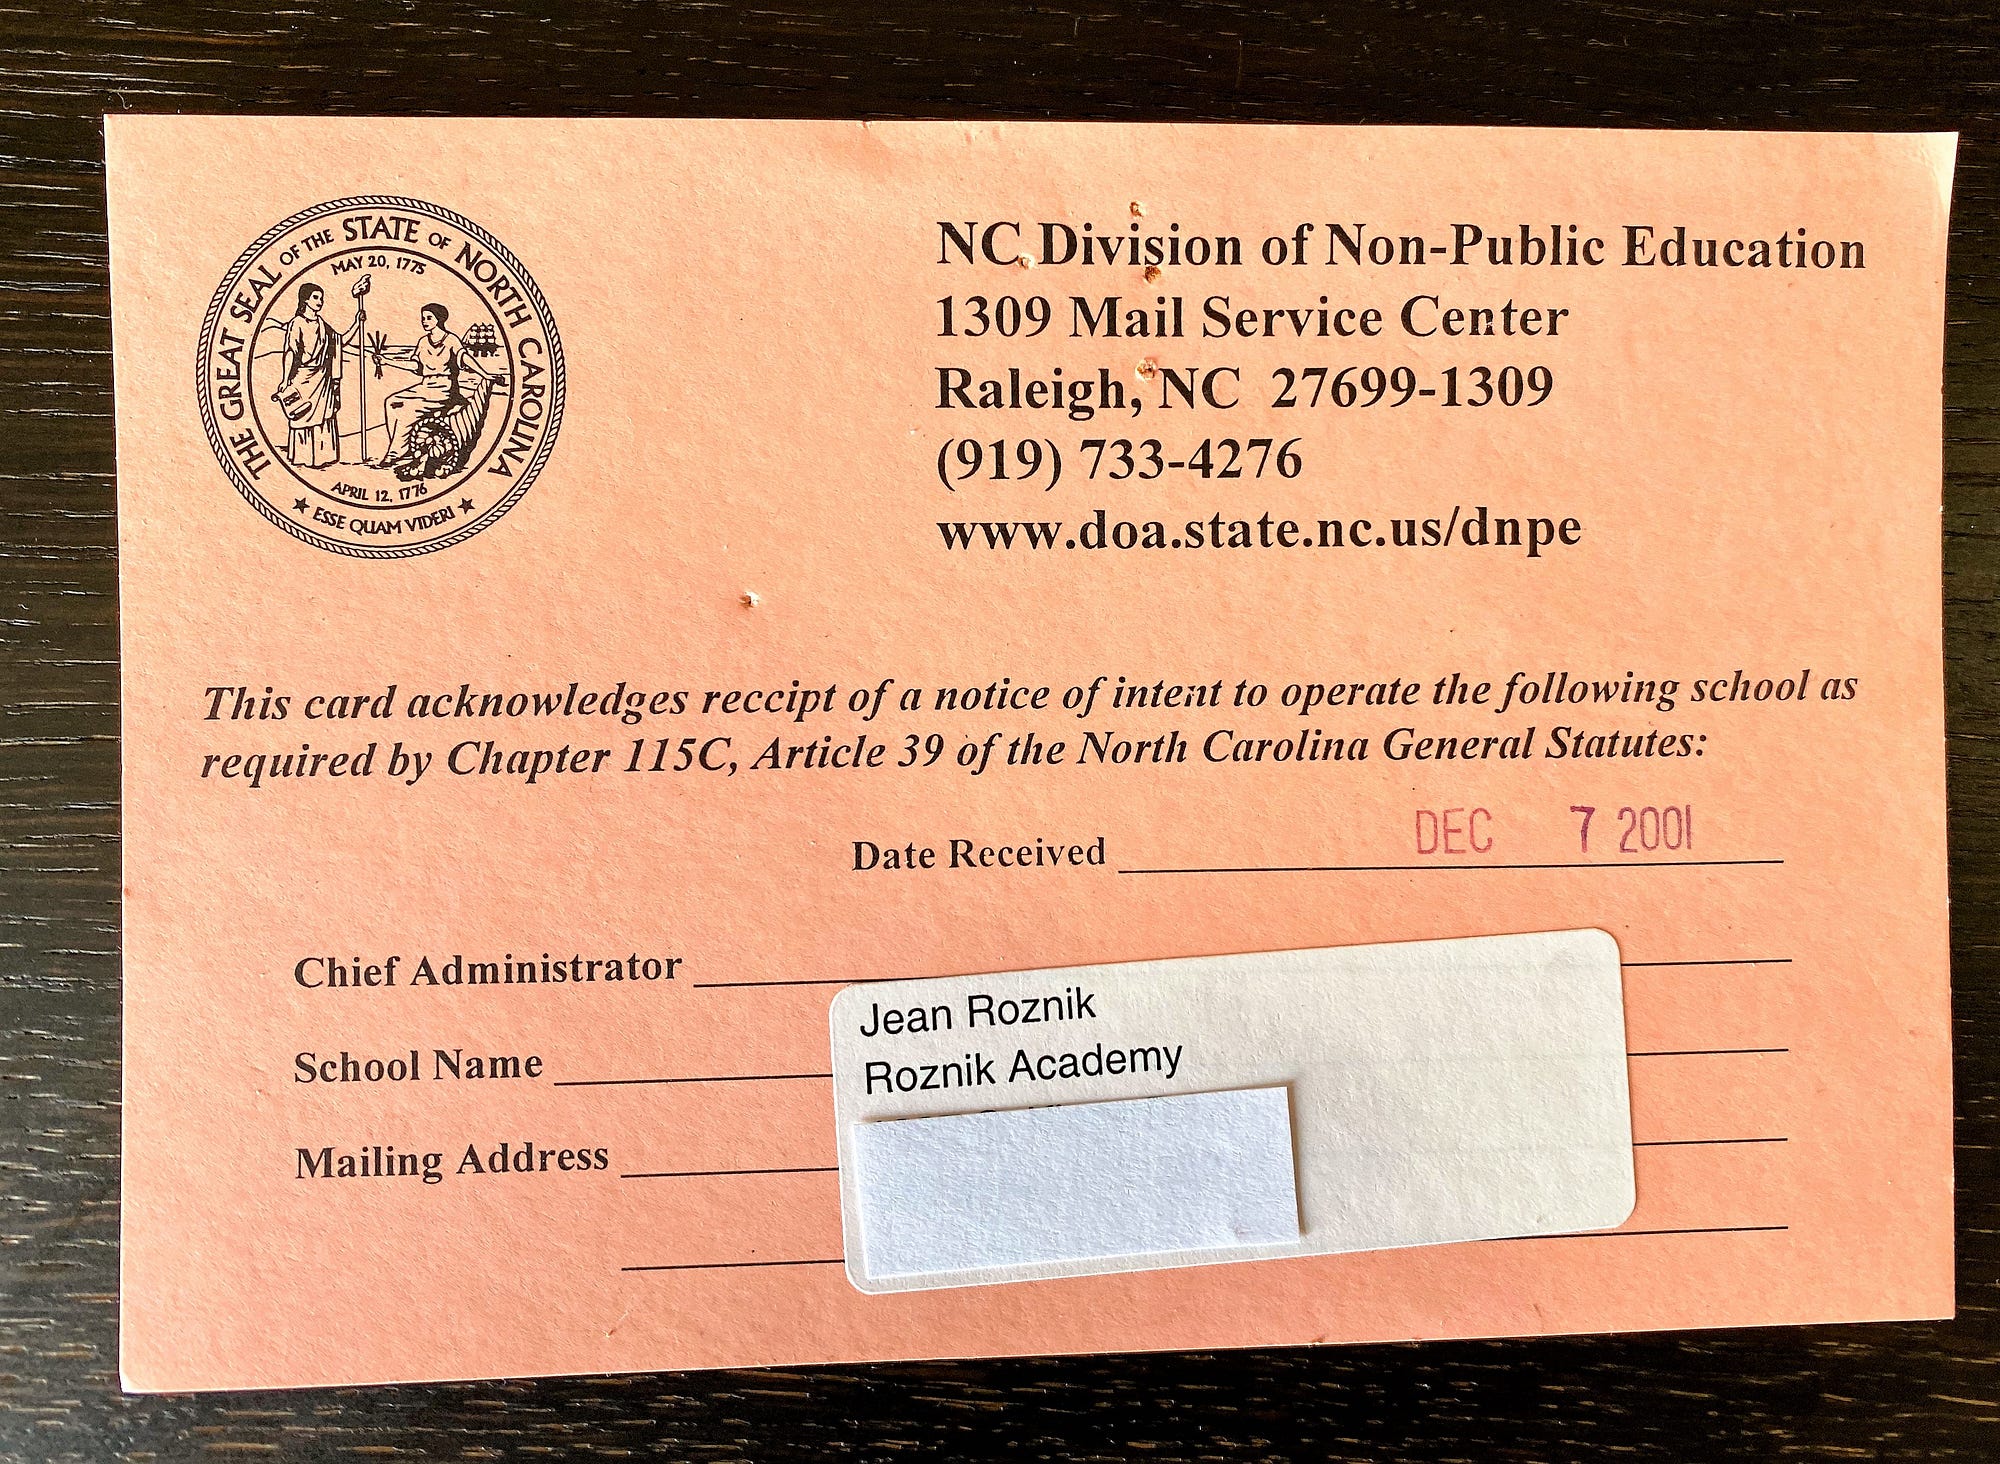 THE GREAT SEAL OF THE STATE OF NORTH CAROLINA
MAY 20, 1775
APRIL 12, 1776
★ ESSE QUAM VIDERI ★
NC Division of Non-Public Education
1309 Mail Service Center
Raleigh, NC 27699-1309
(919) 733-4276
www.doa.state.nc.us/dnpe
This card acknowledges receipt of a notice of intent to operate the following school as
required by Chapter 115C, Article 39 of the North Carolina General Statutes:
Date Received DEC 7 2001
Chief Administrator
Jean Roznik
School Name
Roznik Academy
Mailing Address